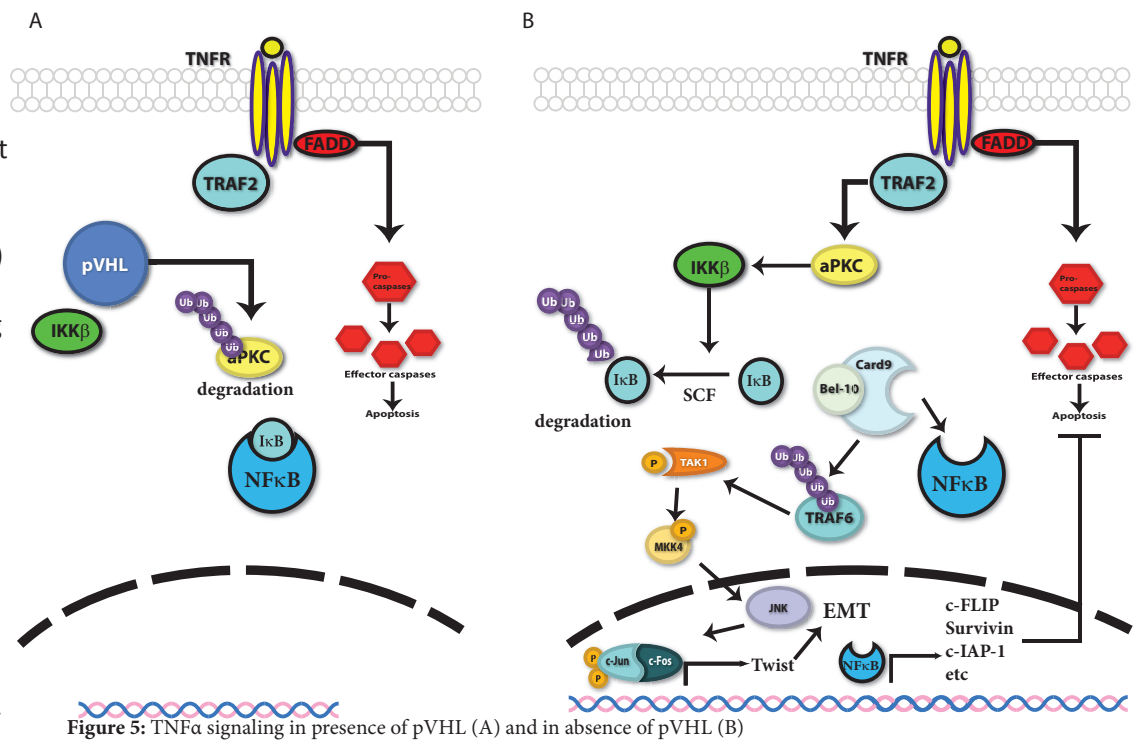 A
TNFR
FADD
TRAF2
pVHL
IKKβ
Ub
Ub
Ub
Ub
Ub
aPKC
degradation
Pro-
caspases
Effector caspases
Apoptosis
IκB
NFκB
B
TNFR
FADD
TRAF2
aPKC
IKKβ
Ub
Ub
Ub
Ub
Ub
IκB
SCF
IκB
degradation
Card9
Bel-10
Pro-
caspases
Effector caspases
Apoptosis
NFκB
Ub
Ub
Ub
Ub
Ub
TRAF6
P
TAK1
P
MKK4
JNK
EMT
P
P
c-Jun
c-Fos
Twist
NFκB
c-FLIP
Survivin
c-IAP-1
etc
t
)
Figure 5: TNFα signaling in presence of pVHL (A) and in absence of pVHL (B)